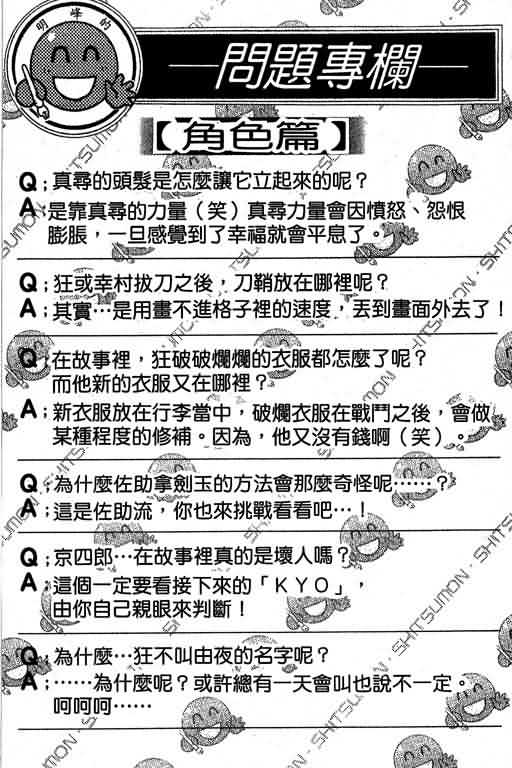 明峰的
問題專欄
【角色篇】
Q；真尋的頭髮是怎麼讓它立起來的呢？
A；是靠真尋的力量（笑）真尋力量會因憤怒、怨恨
膨脹，一旦感覺到了幸福就會平息了。
Q；狂或幸村拔刀之後，刀鞘放在哪裡呢？
A；其實…是用畫不進格子裡的速度，丟到畫面外去了！
Q；在故事裡，狂破破爛爛的衣服都怎麼了呢？
而他新的衣服又在哪裡？
A；新衣服放在行李當中，破爛衣服在戰鬥之後，會做
某種程度的修補。因為，他又沒有錢啊（笑）。
Q；為什麼佐助拿劍玉的方法會那麼奇怪呢……？
A；這是佐助流，你也來挑戰看看吧…！
Q；京四郎…在故事裡真的是壞人嗎？
A；這個一定要看接下來的「ＫＹＯ」，
由你自己親眼來判斷！
Q；為什麼…狂不叫由夜的名字呢？
A；……為什麼呢？或許總有一天會叫也說不一定。
呵呵呵……
SHITSUMON・SHITSUMON